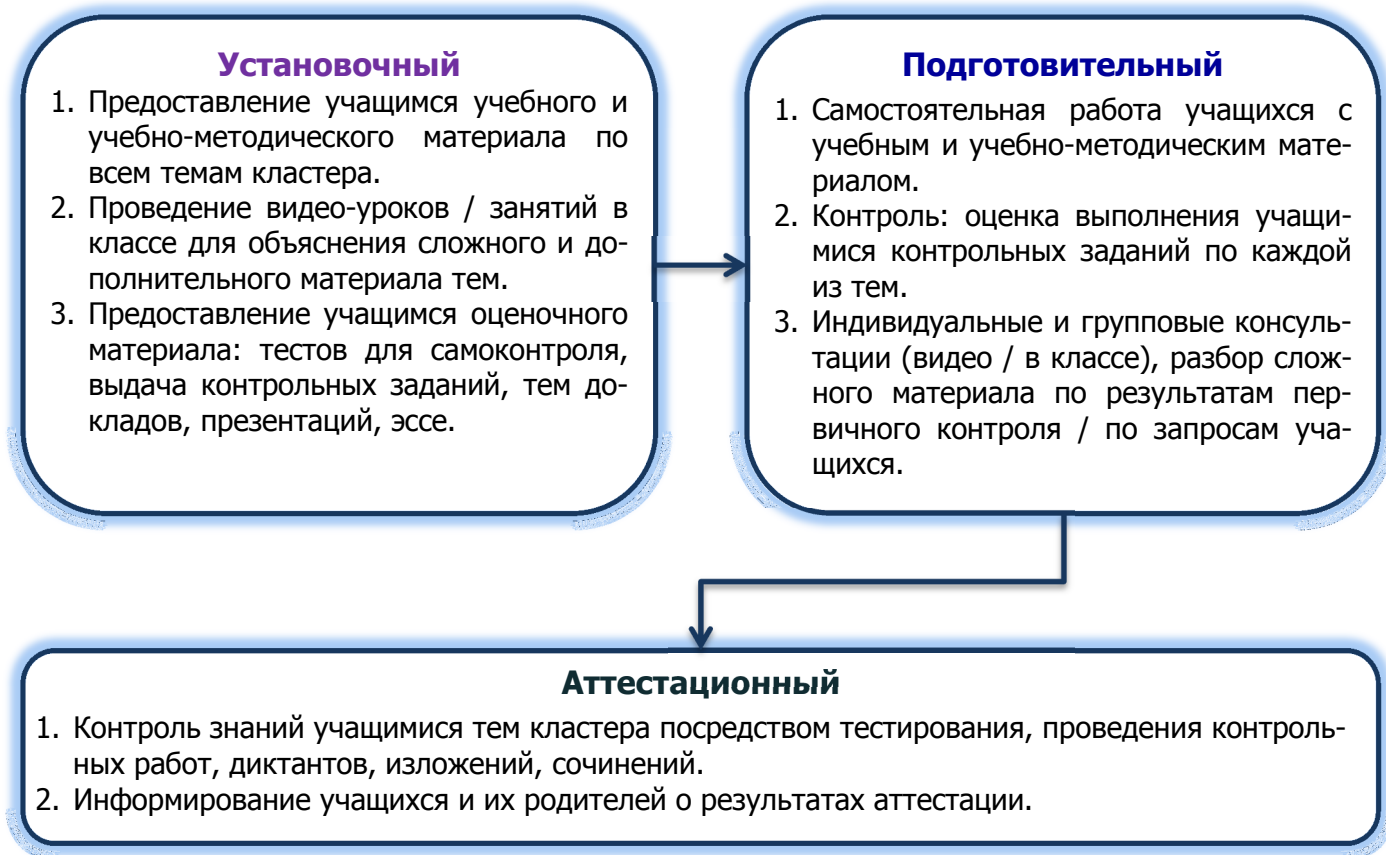 Установочный
1. Предоставление учащимся учебного и
учебно-методического материала по
всем темам кластера.
2. Проведение видео-уроков / занятий в
классе для объяснения сложного и до-
полнительного материала тем.
3. Предоставление учащимся оценочного
материала: тестов для самоконтроля,
выдача контрольных заданий, тем до-
кладов, презентаций, эссе.
Подготовительный
1. Самостоятельная работа учащихся с
учебным и учебно-методическим мате-
риалом.
2. Контроль: оценка выполнения учащи-
мися контрольных заданий по каждой
из тем.
3. Индивидуальные и групповые консуль-
тации (видео / в классе), разбор слож-
ного материала по результатам пер-
вичного контроля / по запросам уча-
щихся.
Аттестационный
1. Контроль знаний учащимися тем кластера посредством тестирования, проведения контроль-
ных работ, диктантов, изложений, сочинений.
2. Информирование учащихся и их родителей о результатах аттестации.